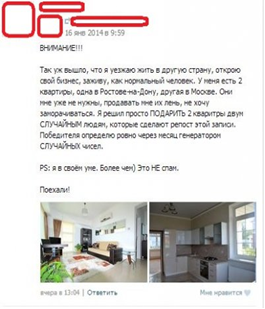 16 янв 2014 в 9:59
ВНИМАНИЕ!!!
Так уж вышло, что я уезжаю жить в другую страну, открою
свой бизнес, заживу, как нормальный человек. У меня есть 2
квартиры, одна в Ростове-на-Дону, другая в Москве. Они
мне уже не нужны, продавать мне их лень, не хочу
заморачиваться. Я решил просто ПОДАРИТЬ 2 квартиры двум
СЛУЧАЙНЫМ людям, которые сделают репост этой записи.
Победителя определю ровно через месяц генератором
СЛУЧАЙНЫХ чисел.
PS: я в своём уме. Более чем) Это НЕ спам.
Поехали!
вчера в 13:04 | Ответить
Мне нравится